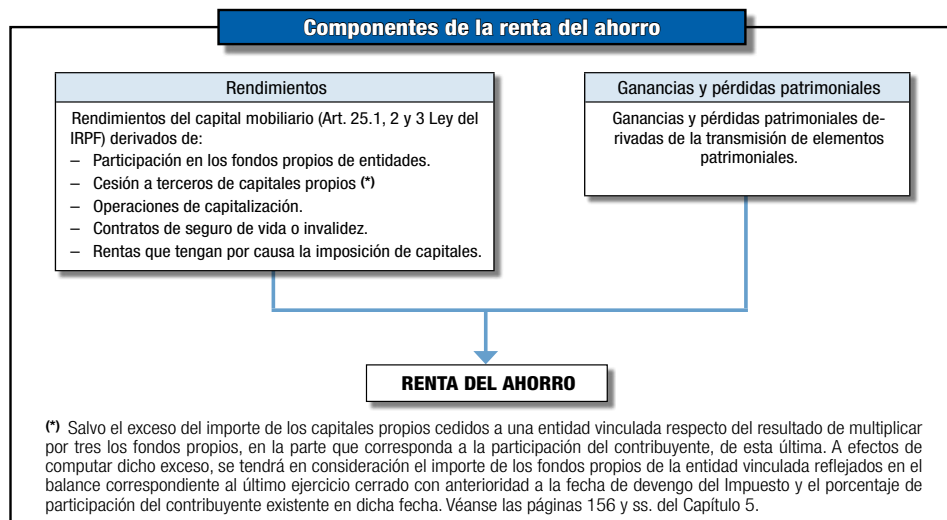 Componentes de la renta del ahorro
Rendimientos
Rendimientos del capital mobiliario (Art. 25.1, 2 y 3 Ley del
IRPF) derivados de:
– Participación en los fondos propios de entidades.
– Cesión a terceros de capitales propios (*)
– Operaciones de capitalización.
– Contratos de seguro de vida o invalidez.
– Rentas que tengan por causa la imposición de capitales.
Ganancias y pérdidas patrimoniales
Ganancias y pérdidas patrimoniales de-
rivadas de la transmisión de elementos
patrimoniales.
RENTA DEL AHORRO
(*) Salvo el exceso del importe de los capitales propios cedidos a una entidad vinculada respecto del resultado de multiplicar
por tres los fondos propios, en la parte que corresponda a la participación del contribuyente, de esta última. A efectos de
computar dicho exceso, se tendrá en consideración el importe de los fondos propios de la entidad vinculada reflejados en el
balance correspondiente al último ejercicio cerrado con anterioridad a la fecha de devengo del Impuesto y el porcentaje de
participación del contribuyente existente en dicha fecha. Véanse las páginas 156 y ss. del Capítulo 5.